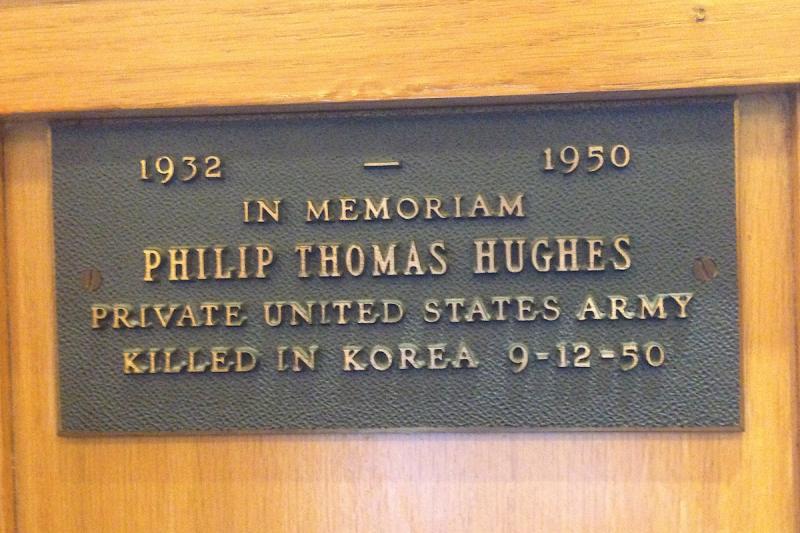 1932 — 1950
IN MEMORIAM
PHILIP THOMAS HUGHES
PRIVATE UNITED STATES ARMY
KILLED IN KOREA 9-12-50